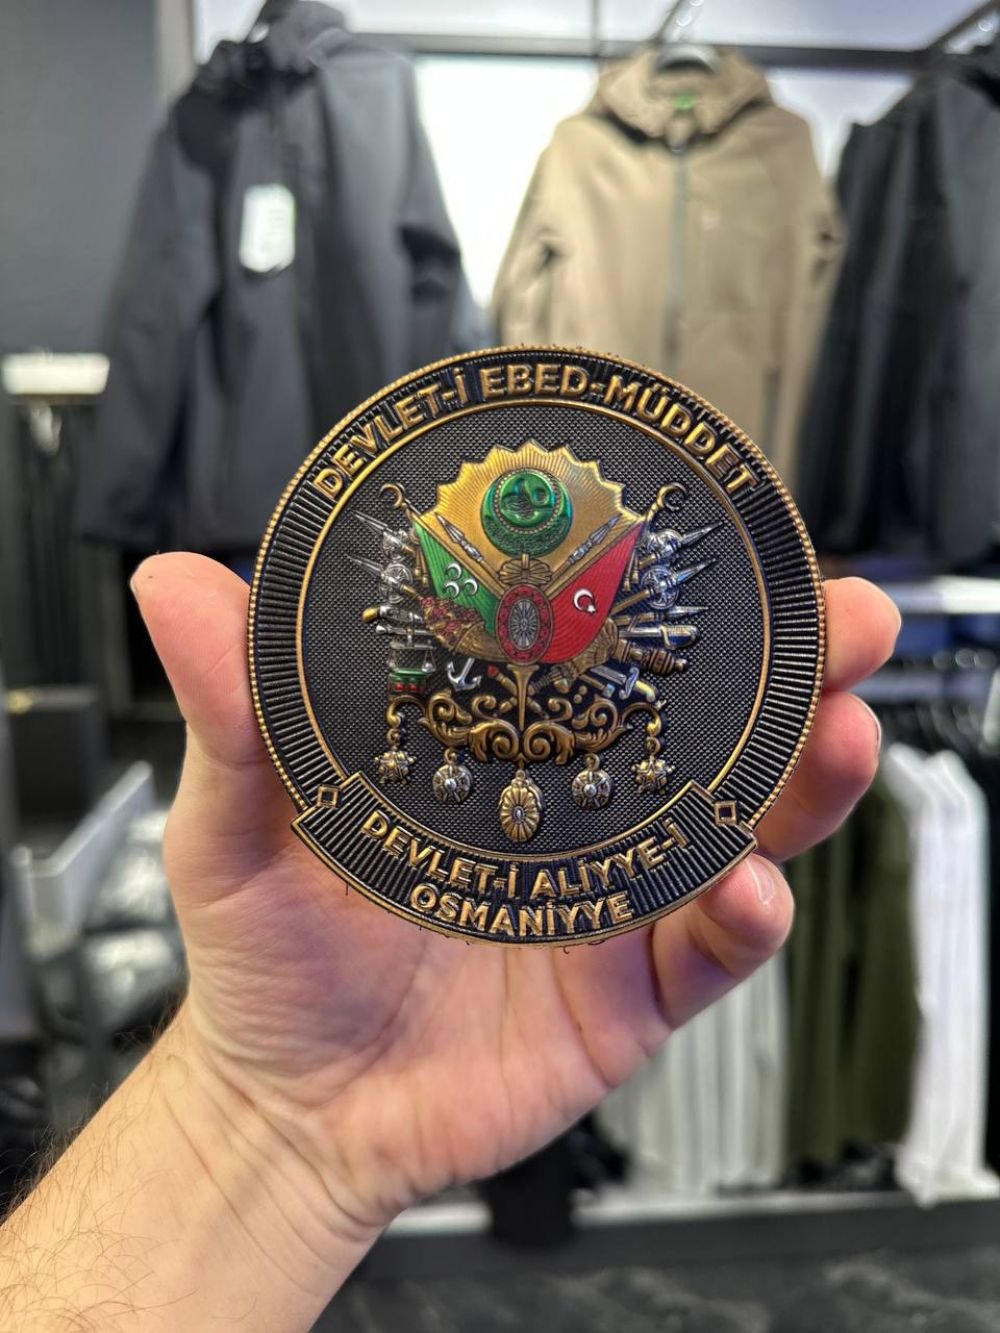 DEVLET-İ EBED-MÜDDET
DEVLET-İ ALİYYE-İ
OSMANİYYE